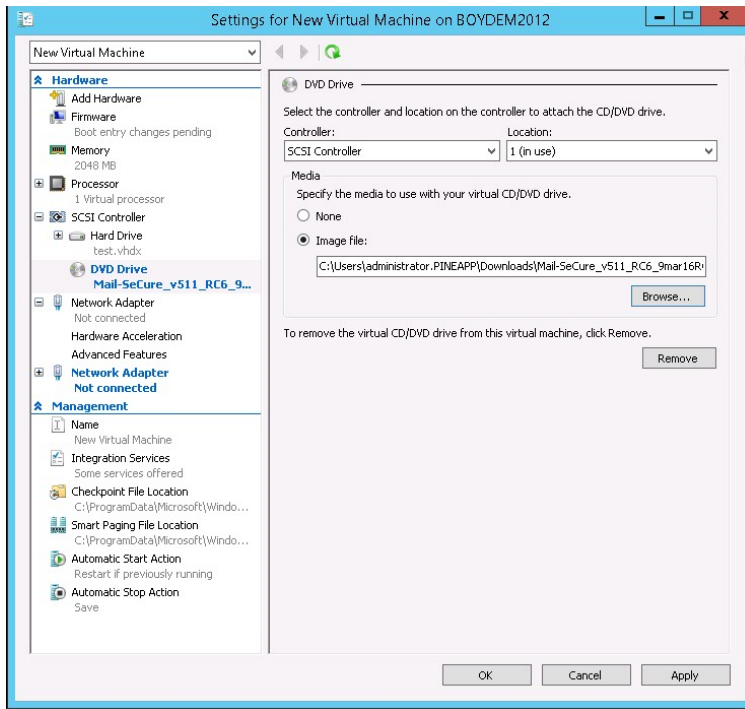 Settings for New Virtual Machine on BOYDEM2012
New Virtual Machine
Hardware
Add Hardware
Firmware
Boot entry changes pending
Memory
2048 MB
Processor
1 Virtual processor
SCSI Controller
Hard Drive
test.vhdx
DVD Drive
Mail-SeCure_v511_RC6_9...
Network Adapter
Not connected
Hardware Acceleration
Advanced Features
Network Adapter
Not connected
Management
Name
New Virtual Machine
Integration Services
Some services offered
Checkpoint File Location
C:\ProgramData\Microsoft\Windo...
Smart Paging File Location
C:\ProgramData\Microsoft\Windo...
Automatic Start Action
Restart if previously running
Automatic Stop Action
Save
DVD Drive
Select the controller and location on the controller to attach the CD/DVD drive.
Controller: Location:
SCSI Controller 1 (in use)
Media
Specify the media to use with your virtual CD/DVD drive.
None
Image file:
C:\Users\administrator.PINEAPP\Downloads\Mail-SeCure_v511_RC6_9mar16R
Browse...
To remove the virtual CD/DVD drive from this virtual machine, click Remove.
Remove
OK Cancel Apply